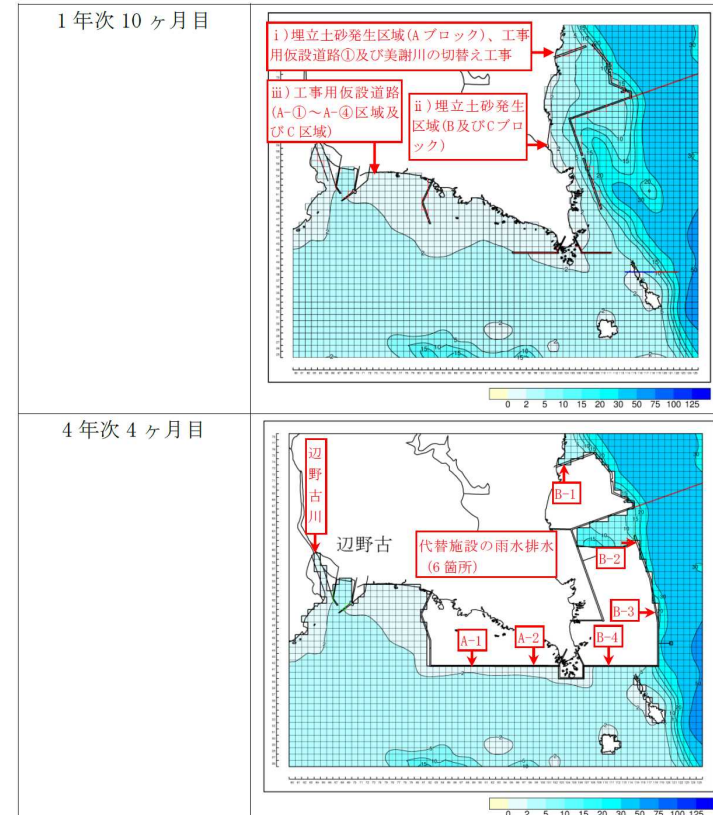 1年次10ヶ月目
ⅰ)埋立土砂発生区域(Aブロック)、工事
用仮設道路①及び美謝川の切替え工事
ⅲ)工事用仮設道路
(A-①～A-④区域及
びC区域)
ⅱ)埋立土砂発生
区域(B及びCブロ
ック)
0 2 5 10 15 20 30 50 75 100 125
4年次4ヶ月目
辺野古川
辺野古
代替施設の雨水排水
(6箇所)
B-1
B-2
B-3
A-1
A-2
B-4
0 2 5 10 15 20 30 50 75 100 125